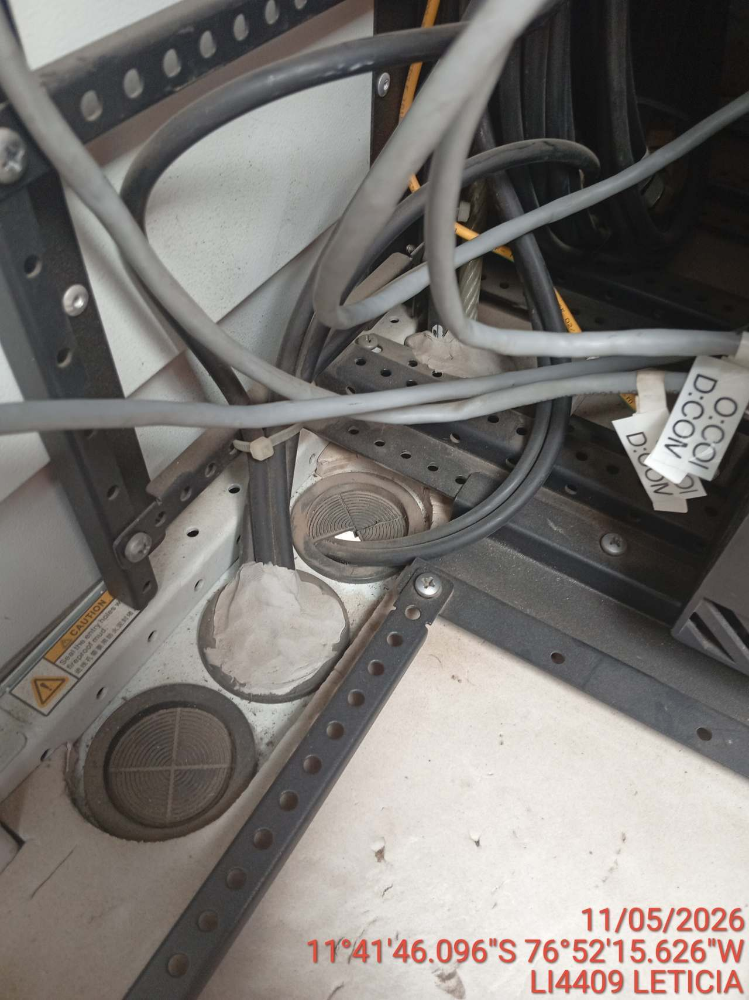 CAUTION
Seal the entry holes w
fireproof mud.
O:COI
D:CON
D:CON
11/05/2026
11°41'46.096"S 76°52'15.626"W
LI4409 LETICIA